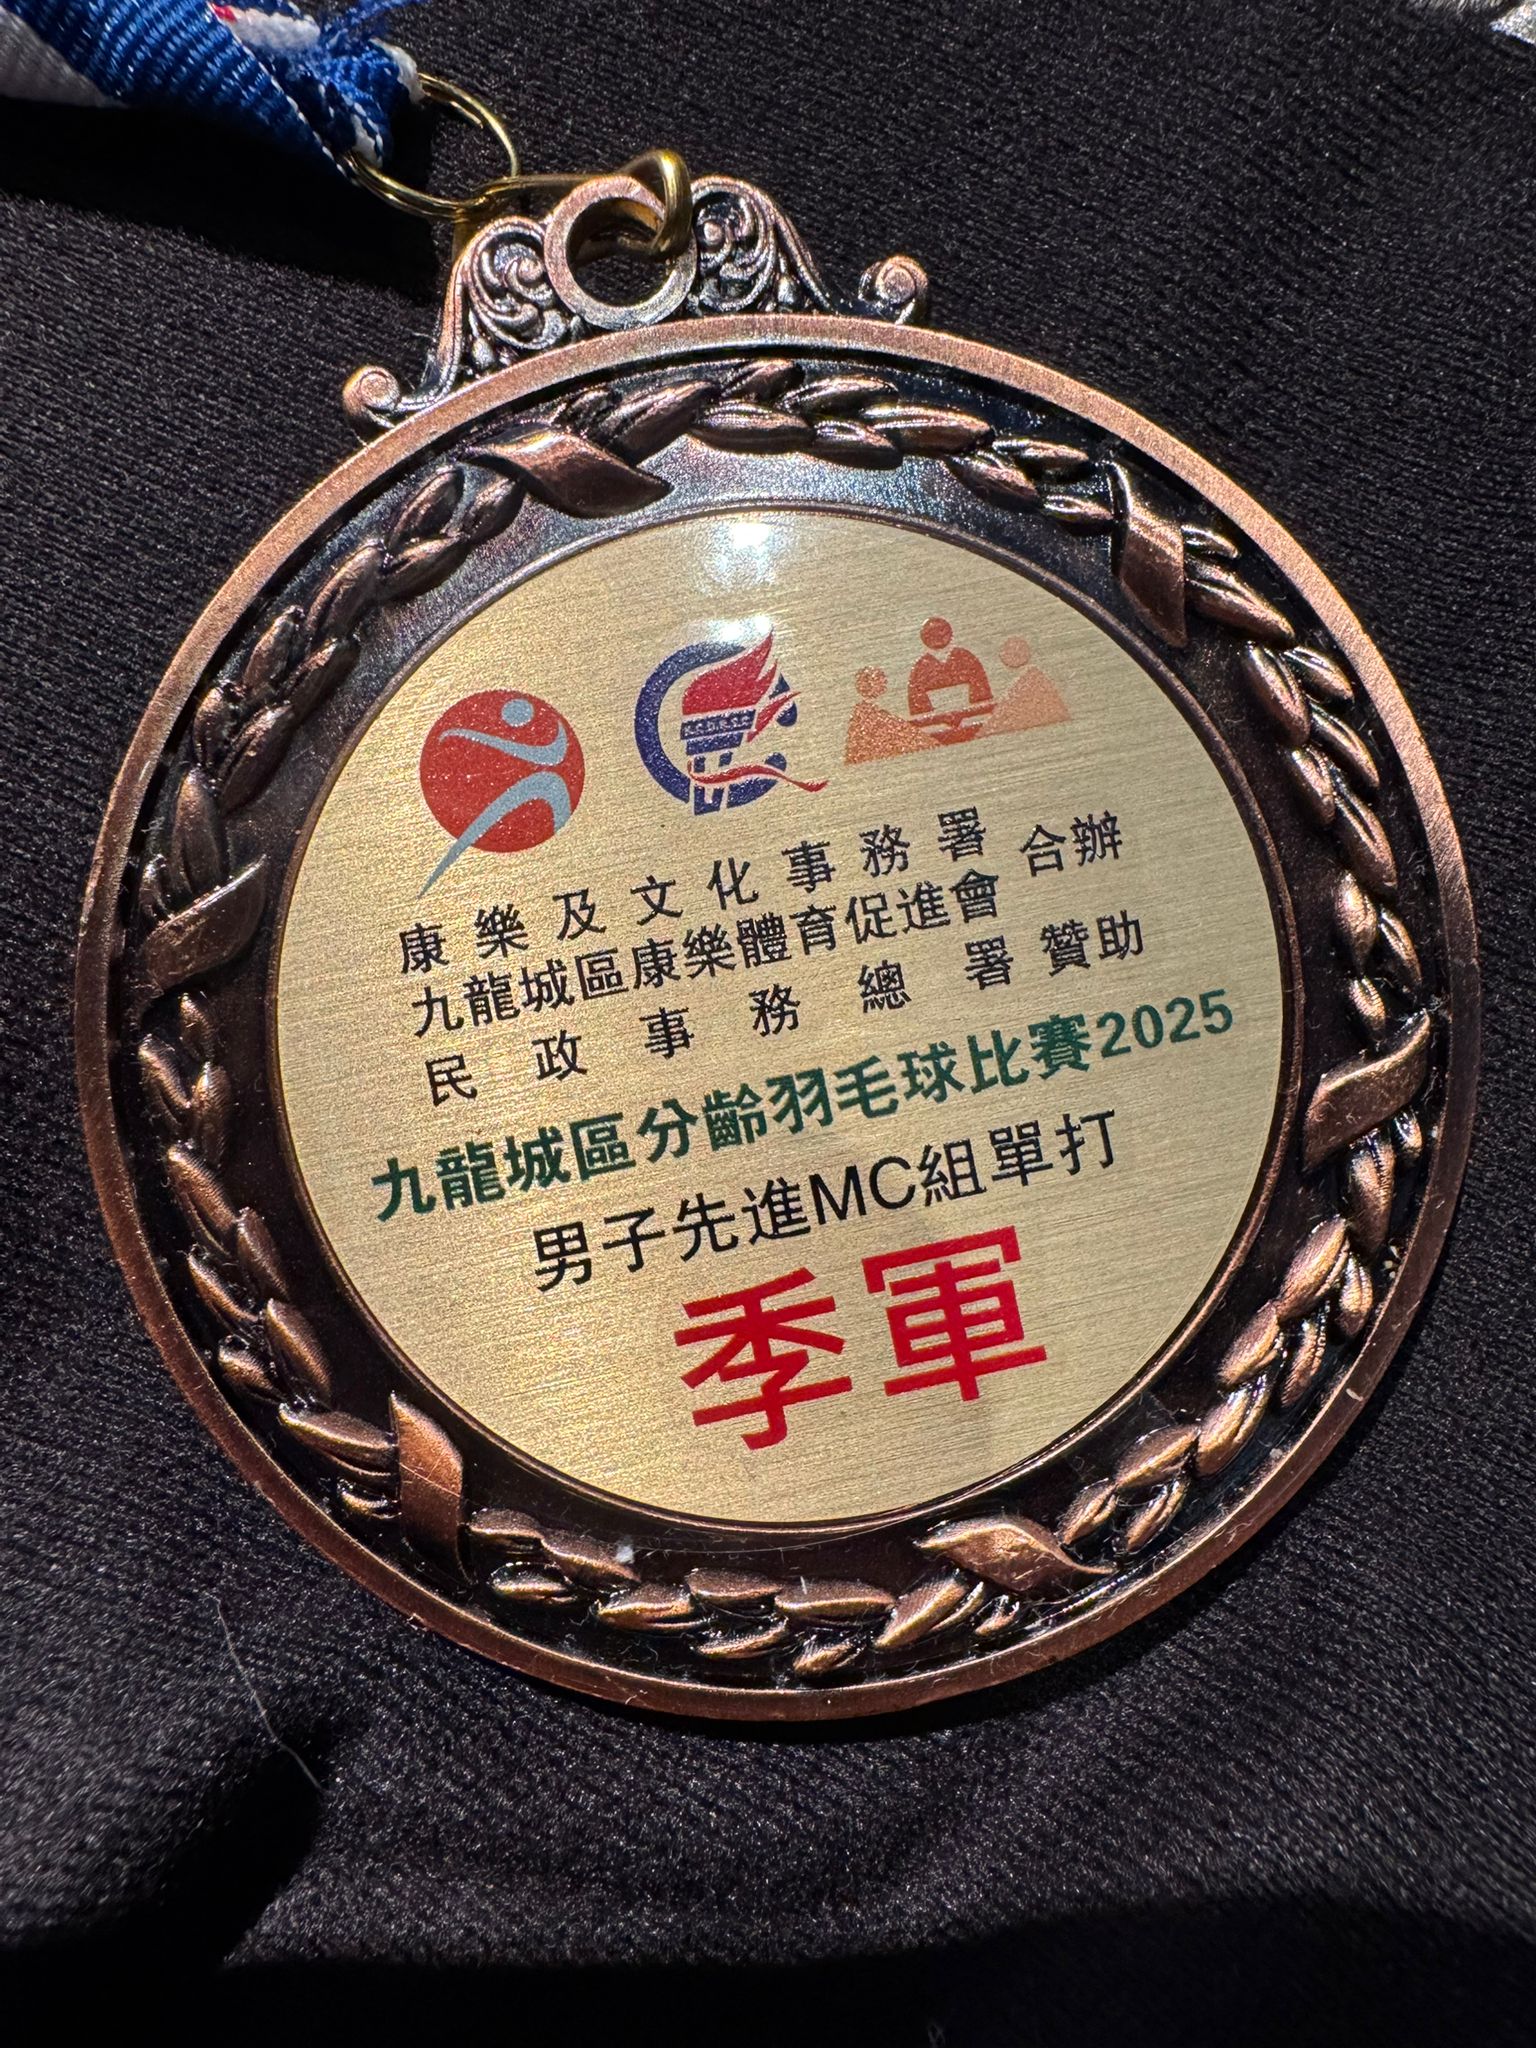 康樂及文化事務署
九龍城區康樂體育促進會
合辦
民政事務總署 贊助
九龍城區分齡羽毛球比賽2025
男子先進MC組單打
季軍